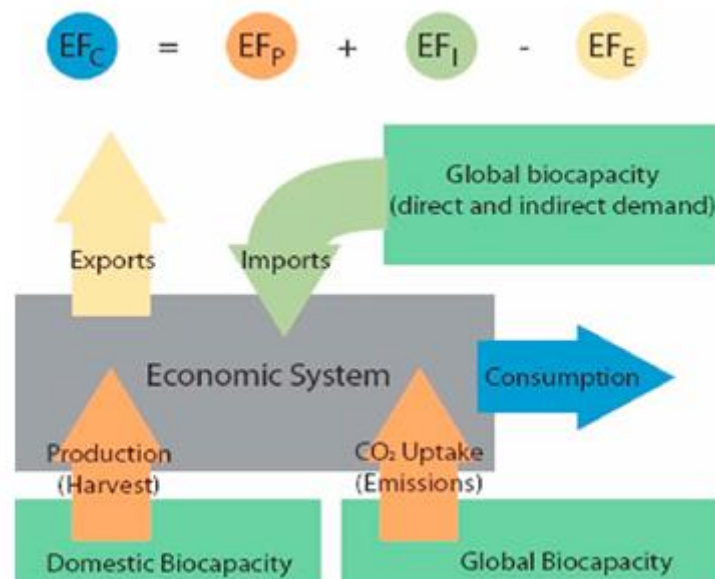 EFC = EFP + EFI - EFE
Global biocapacity
(direct and indirect demand)
Exports
Imports
Economic System
Consumption
Production
(Harvest)
CO₂ Uptake
(Emissions)
Domestic Biocapacity
Global Biocapacity